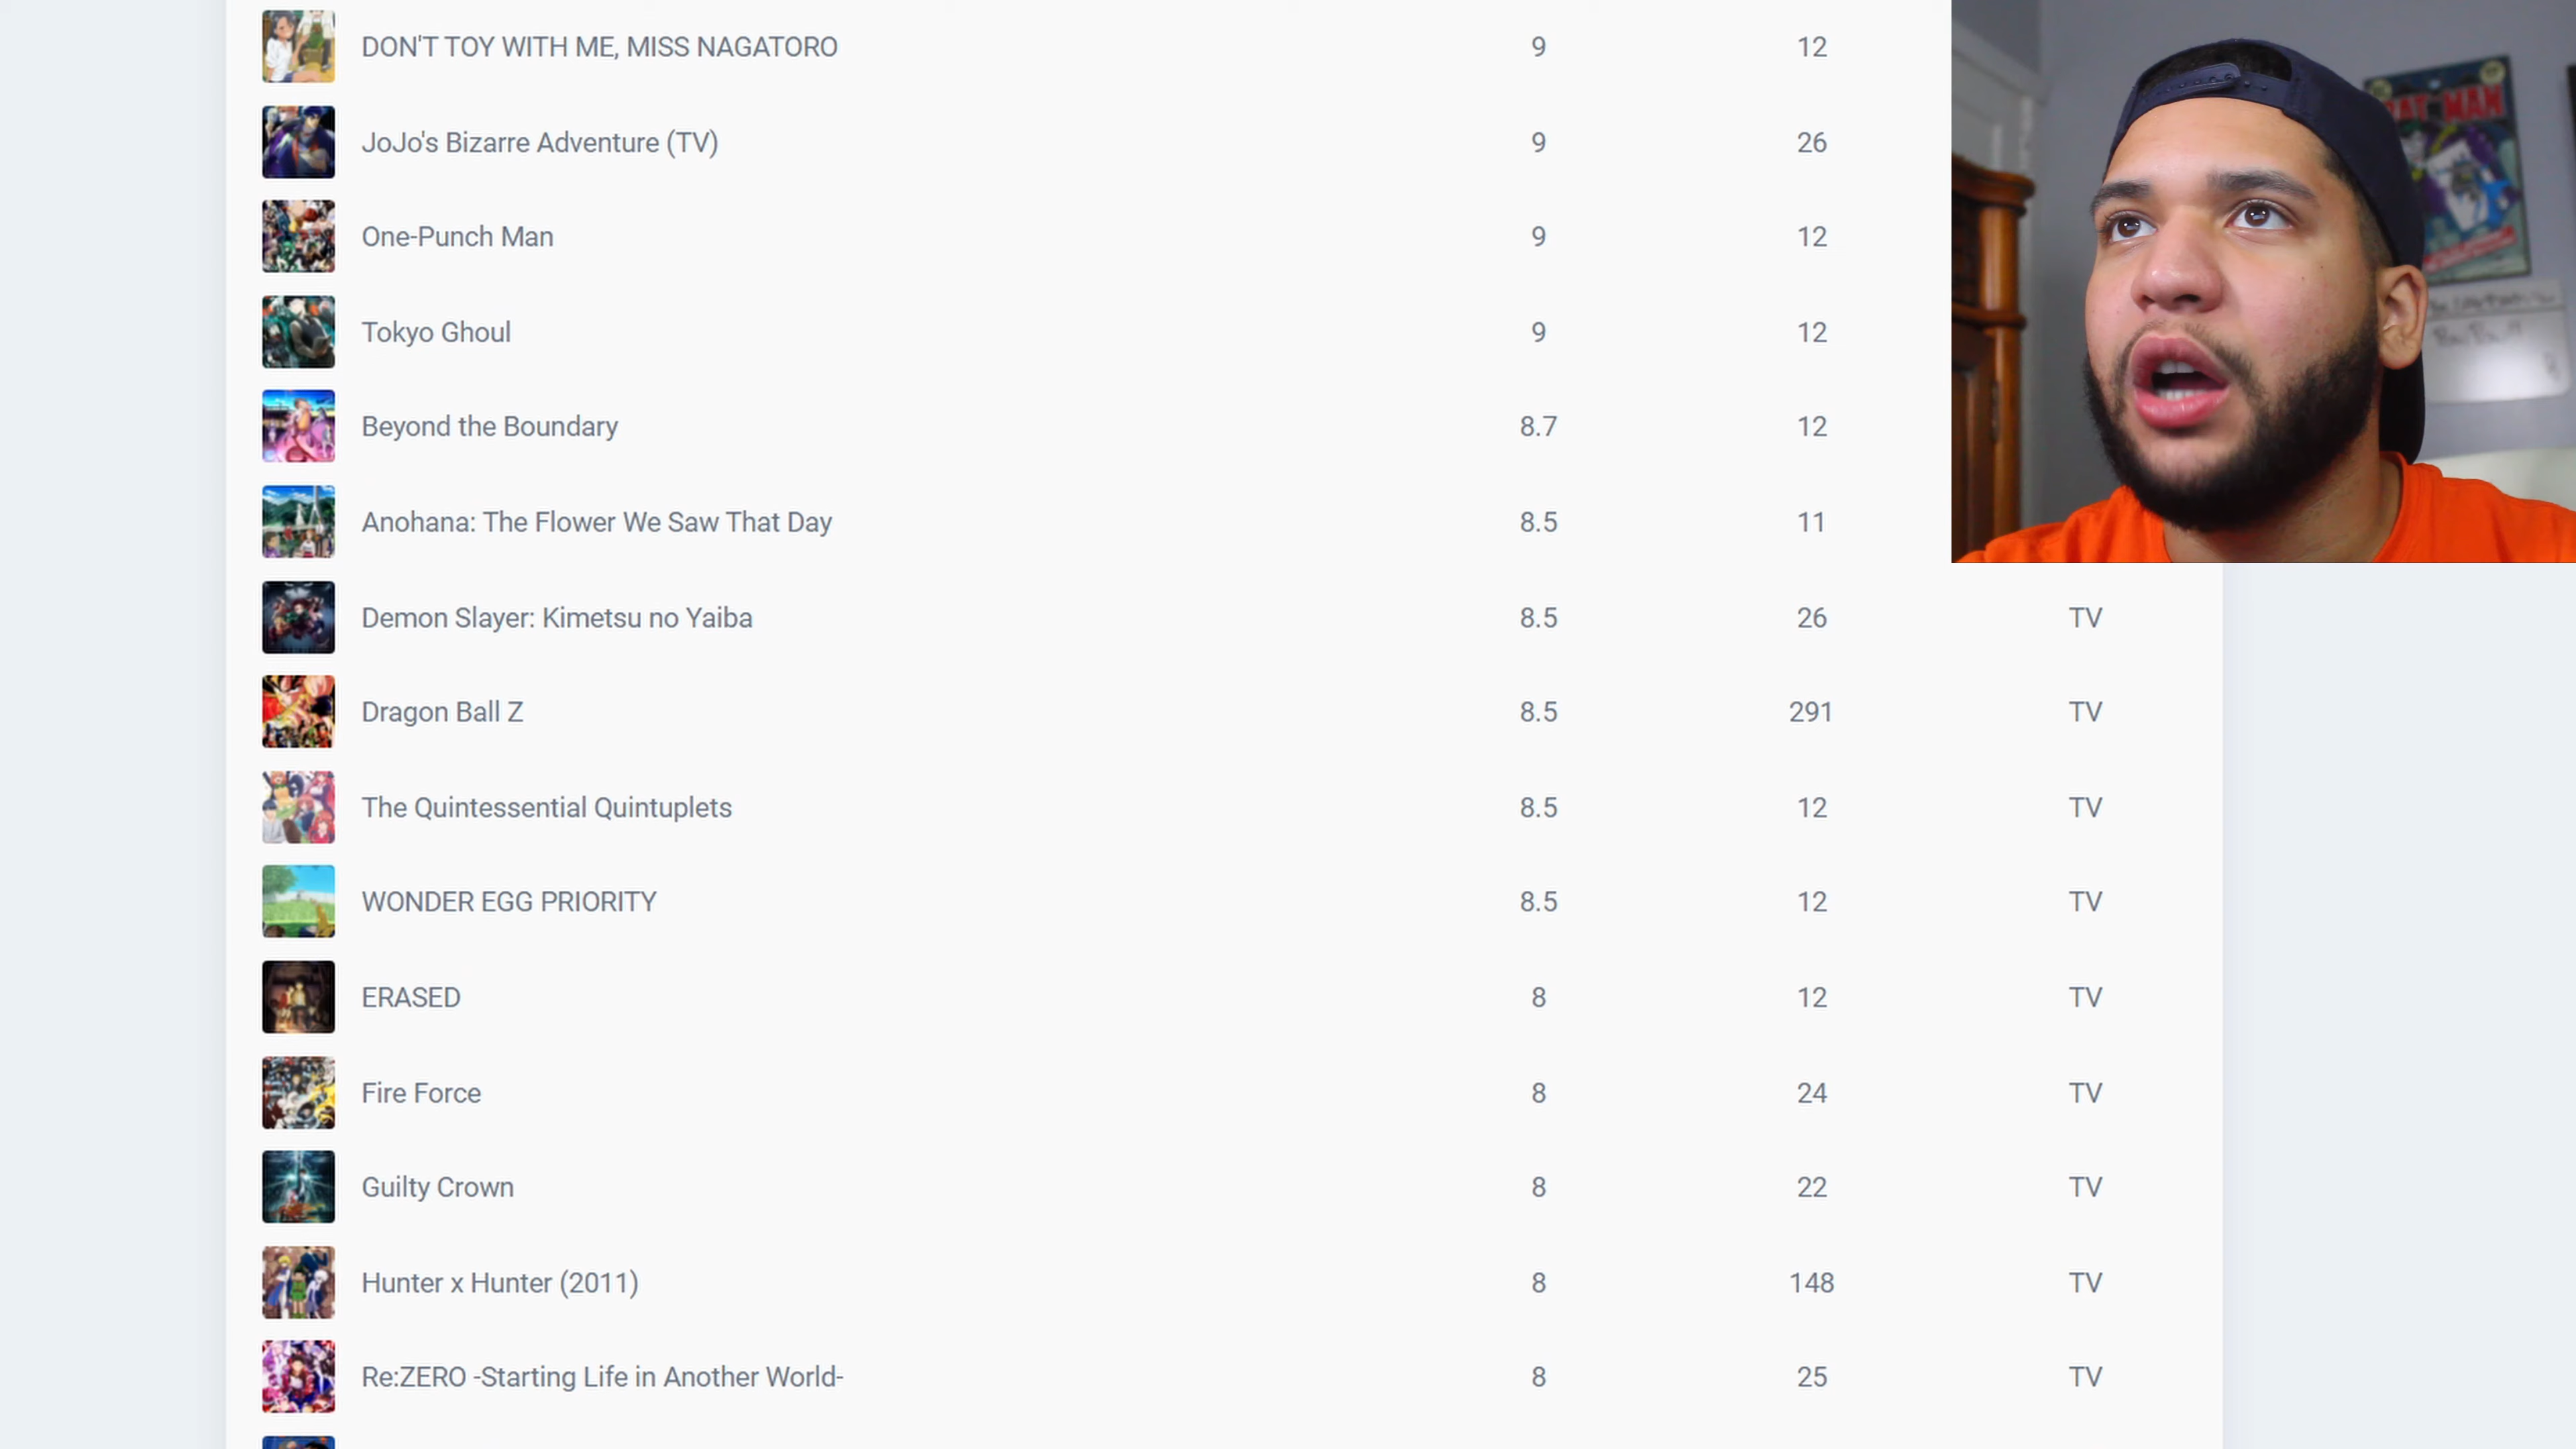 DON'T TOY WITH ME, MISS NAGATORO 9 12
JoJo's Bizarre Adventure (TV) 9 26
One-Punch Man 9 12
Tokyo Ghoul 9 12
Beyond the Boundary 8.7 12
Anohana: The Flower We Saw That Day 8.5 11
Demon Slayer: Kimetsu no Yaiba 8.5 26 TV
Dragon Ball Z 8.5 291 TV
The Quintessential Quintuplets 8.5 12 TV
WONDER EGG PRIORITY 8.5 12 TV
ERASED 8 12 TV
Fire Force 8 24 TV
Guilty Crown 8 22 TV
Hunter x Hunter (2011) 8 148 TV
Re:ZERO -Starting Life in Another World- 8 25 TV